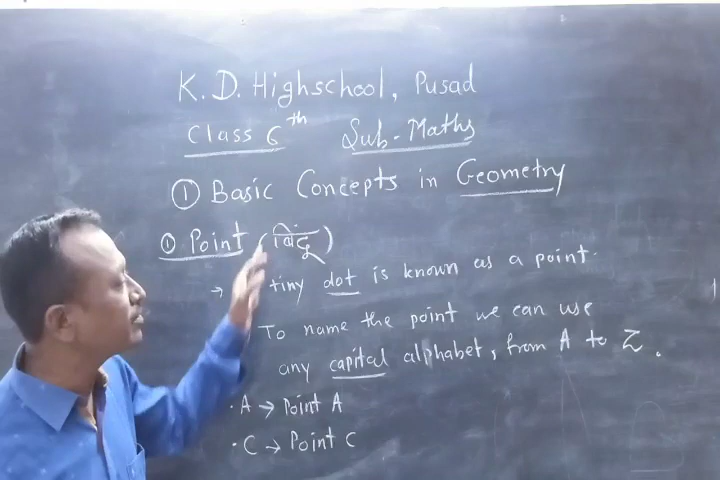 K.D. Highschool, Pusad
Class 6th Sub-Maths
① Basic Concepts in Geometry
① Point (बिंदू)
→ tiny dot is known as a point.
To name the point we can use
any capital alphabet, from A to Z.
· A → Point A
· C → Point C